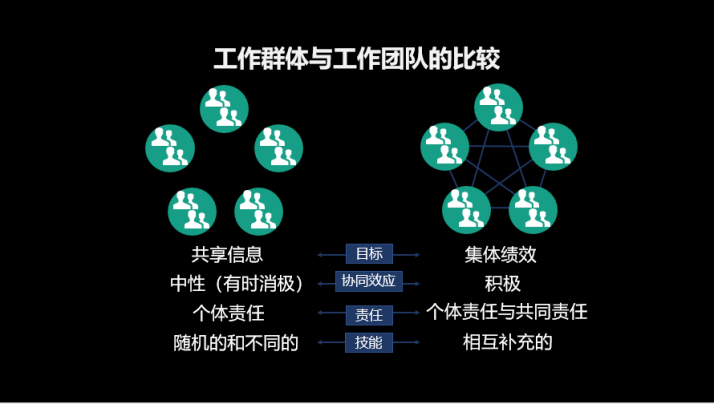 工作群体与工作团队的比较
共享信息 目标 集体绩效
中性（有时消极） 协同效应 积极
个体责任 责任 个体责任与共同责任
随机的和不同的 技能 相互补充的